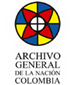 ARCHIVO
GENERAL
DE LA NACIÓN
COLOMBIA